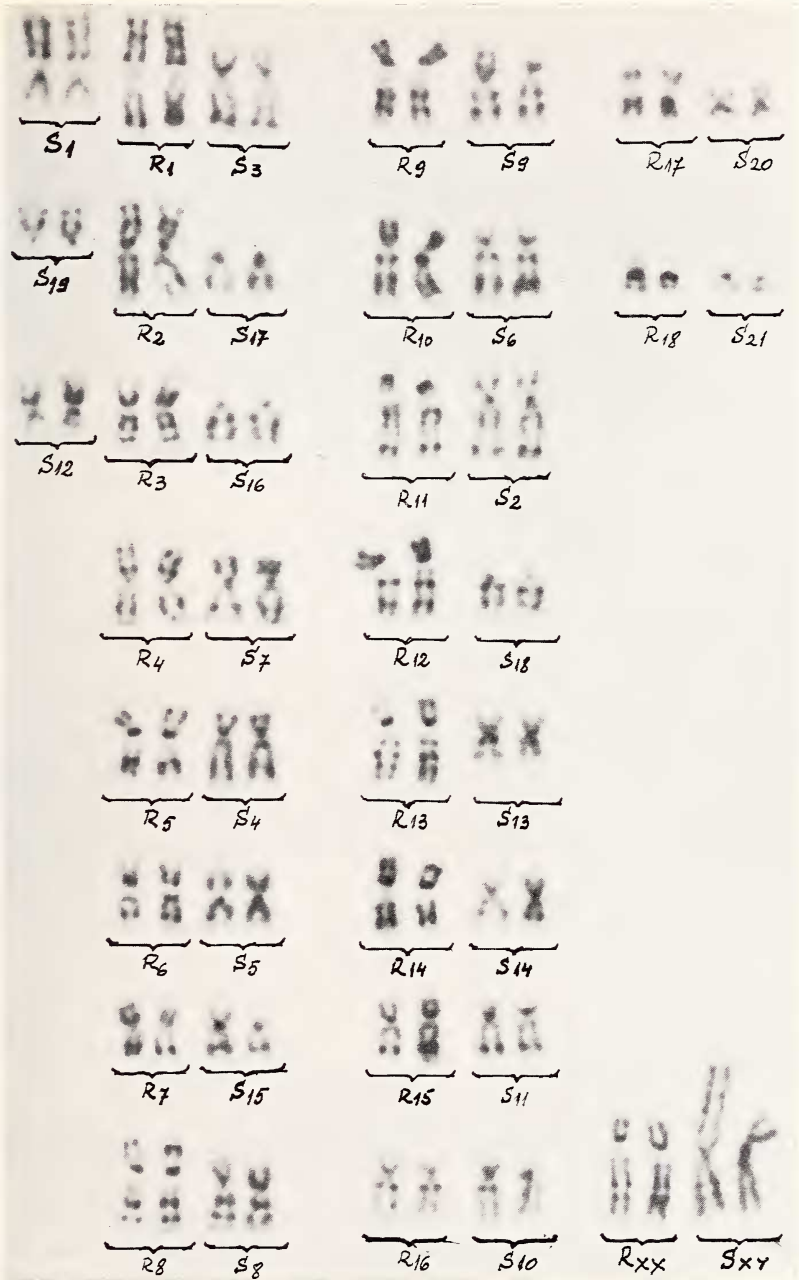 S1 R1 S3 R9 S9 R17 S20
S19 R2 S17 R10 S6 R18 S21
S12 R3 S16 R11 S2
R4 S7 R12 S18
R5 S4 R13 S13
R6 S5 R14 S14
R7 S15 R15 S11
R8 S8 R16 S10 RXX SXY